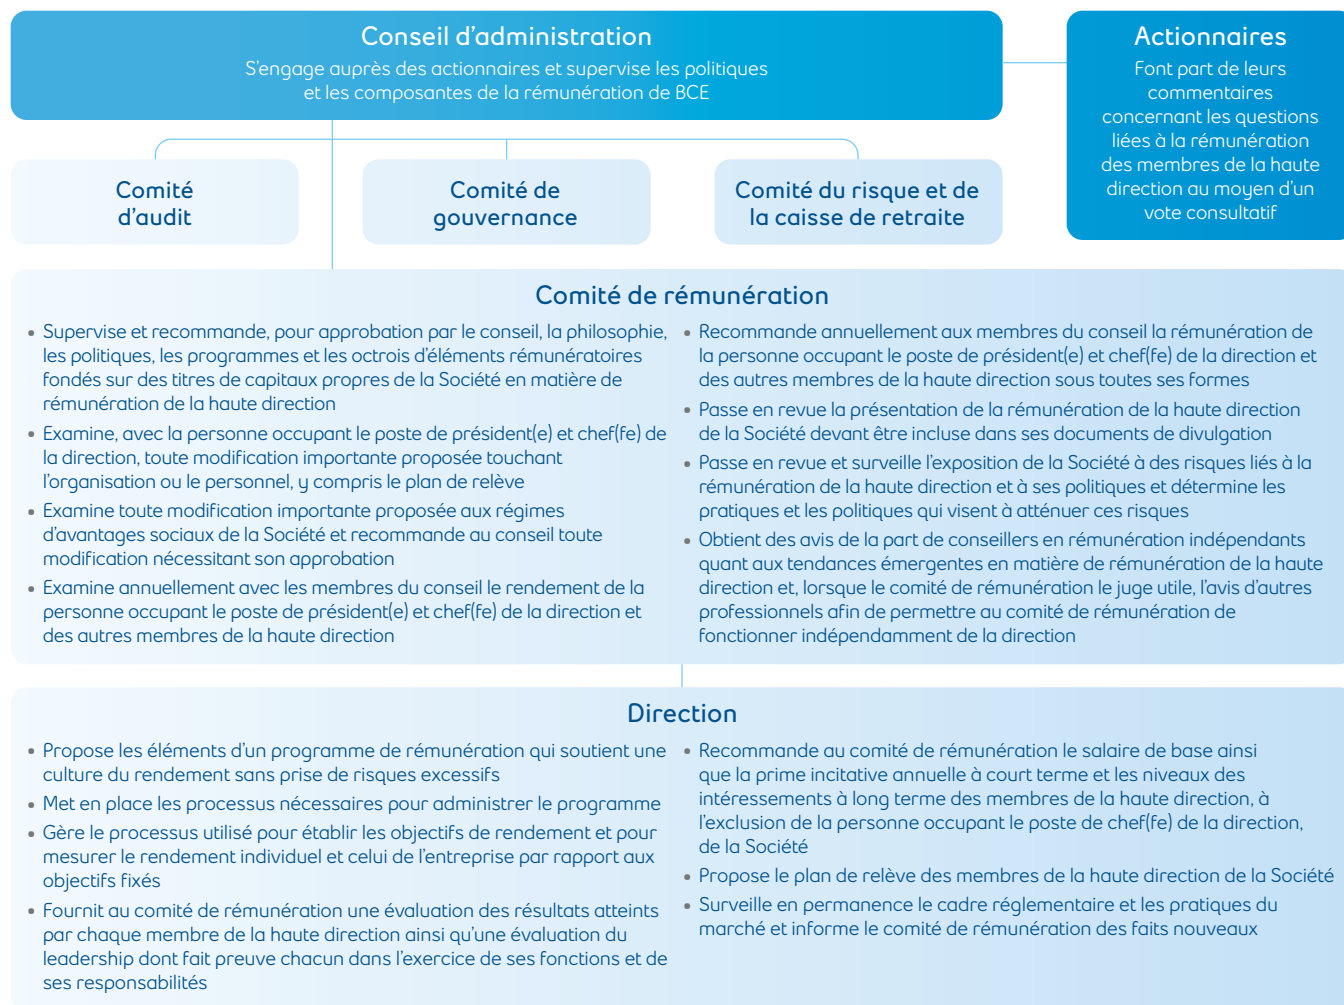 Conseil d'administration
S'engage auprès des actionnaires et supervise les politiques
et les composantes de la rémunération de BCE
Actionnaires
Font part de leurs
commentaires
concernant les questions
liées à la rémunération
des membres de la haute
direction au moyen d'un
vote consultatif
Comité
d'audit
Comité de
gouvernance
Comité du risque et de
la caisse de retraite
Comité de rémunération
• Supervise et recommande, pour approbation par le conseil, la philosophie,
les politiques, les programmes et les octrois d'éléments rémunératoires
fondés sur des titres de capitaux propres de la Société en matière de
rémunération de la haute direction
• Examine, avec la personne occupant le poste de président(e) et chef(fe) de
la direction, toute modification importante proposée touchant
l'organisation ou le personnel, y compris le plan de relève
• Examine toute modification importante proposée aux régimes
d'avantages sociaux de la Société et recommande au conseil toute
modification nécessitant son approbation
• Examine annuellement avec les membres du conseil le rendement de la
personne occupant le poste de président(e) et chef(fe) de la direction et
des autres membres de la haute direction
• Recommande annuellement aux membres du conseil la rémunération de
la personne occupant le poste de président(e) et chef(fe) de la direction et
des autres membres de la haute direction sous toutes ses formes
• Passe en revue la présentation de la rémunération de la haute direction
de la Société devant être incluse dans ses documents de divulgation
• Passe en revue et surveille l'exposition de la Société à des risques liés à la
rémunération de la haute direction et à ses politiques et détermine les
pratiques et les politiques qui visent à atténuer ces risques
• Obtient des avis de la part de conseillers en rémunération indépendants
quant aux tendances émergentes en matière de rémunération de la haute
direction et, lorsque le comité de rémunération le juge utile, l'avis d'autres
professionnels afin de permettre au comité de rémunération de
fonctionner indépendamment de la direction
Direction
• Propose les éléments d'un programme de rémunération qui soutient une
culture du rendement sans prise de risques excessifs
• Met en place les processus nécessaires pour administrer le programme
• Gère le processus utilisé pour établir les objectifs de rendement et pour
mesurer le rendement individuel et celui de l'entreprise par rapport aux
objectifs fixés
• Fournit au comité de rémunération une évaluation des résultats atteints
par chaque membre de la haute direction ainsi qu'une évaluation du
leadership dont fait preuve chacun dans l'exercice de ses fonctions et de
ses responsabilités
• Recommande au comité de rémunération le salaire de base ainsi
que la prime incitative annuelle à court terme et les niveaux des
intéressements à long terme des membres de la haute direction, à
l'exclusion de la personne occupant le poste de chef(fe) de la direction,
de la Société
• Propose le plan de relève des membres de la haute direction de la Société
• Surveille en permanence le cadre réglementaire et les pratiques du
marché et informe le comité de rémunération des faits nouveaux